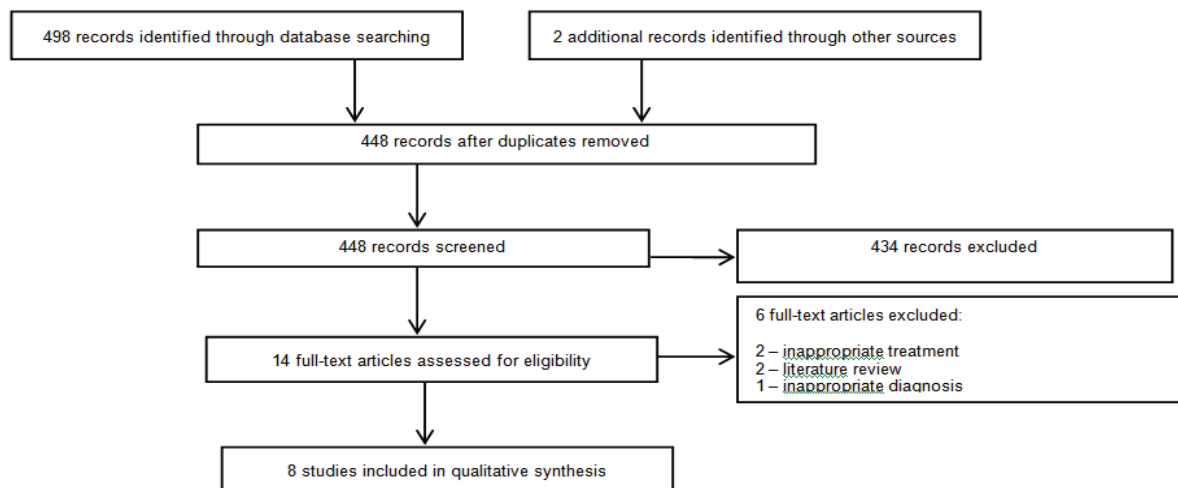 498 records identified through database searching
2 additional records identified through other sources
448 records after duplicates removed
448 records screened
434 records excluded
14 full-text articles assessed for eligibility
6 full-text articles excluded:
2 – inappropriate treatment
2 – literature review
1 – inappropriate diagnosis
8 studies included in qualitative synthesis